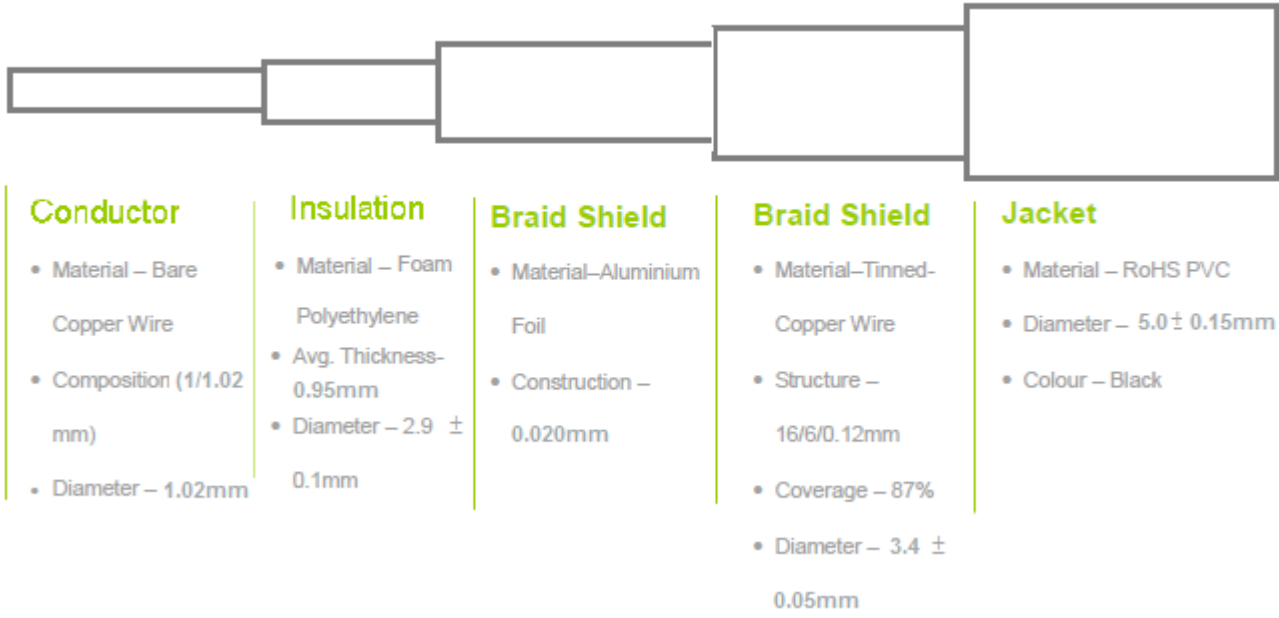 Conductor
• Material – Bare
Copper Wire
• Composition (1/1.02
mm)
• Diameter – 1.02mm
Insulation
• Material – Foam
Polyethylene
• Avg. Thickness-
0.95mm
• Diameter – 2.9 ±
0.1mm
Braid Shield
• Material–Aluminium
Foil
• Construction –
0.020mm
Braid Shield
• Material–Tinned-
Copper Wire
• Structure –
16/6/0.12mm
• Coverage – 87%
• Diameter – 3.4 ±
0.05mm
Jacket
• Material – RoHS PVC
• Diameter – 5.0 ± 0.15mm
• Colour – Black